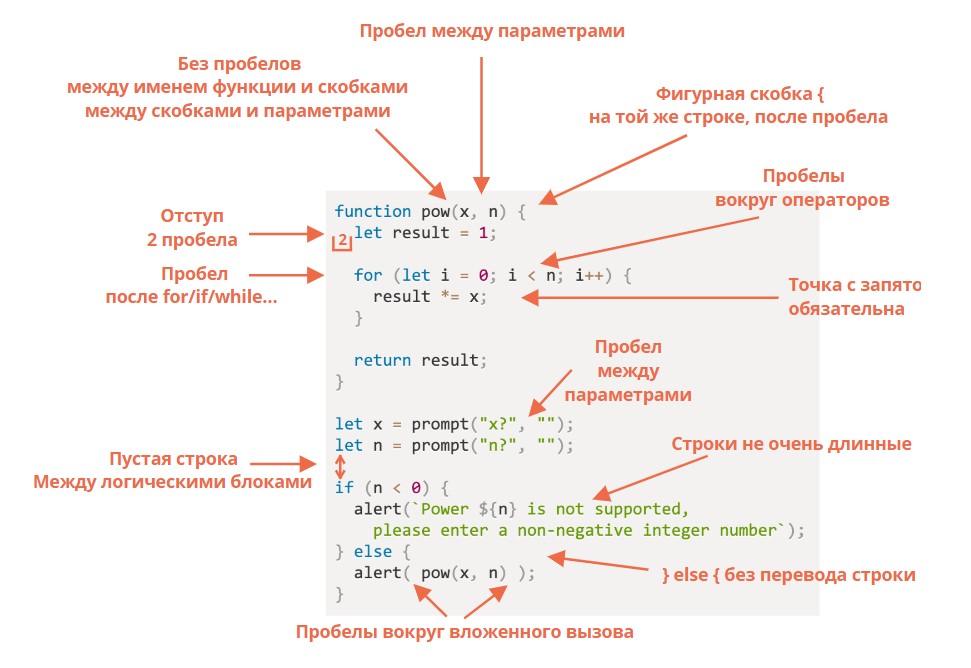 Пробел между параметрами
Без пробелов
между именем функции и скобками
между скобками и параметрами
Фигурная скобка {
на той же строке, после пробела
Пробелы
вокруг операторов
Отступ
2 пробела
Пробел
после for/if/while...
Точка с запято
обязательна
function pow(x, n) {
2
let result = 1;
for (let i = 0; i < n; i++) {
result *= x;
}
return result;
}
Пробел
между
параметрами
let x = prompt("x?", "");
let n = prompt("n?", "");
Строки не очень длинные
Пустая строка
Между логическими блоками
if (n < 0) {
alert(`Power ${n} is not supported,
please enter a non-negative integer number`);
} else {
alert( pow(x, n) );
}
} else { без перевода строки
Пробелы вокруг вложенного вызова